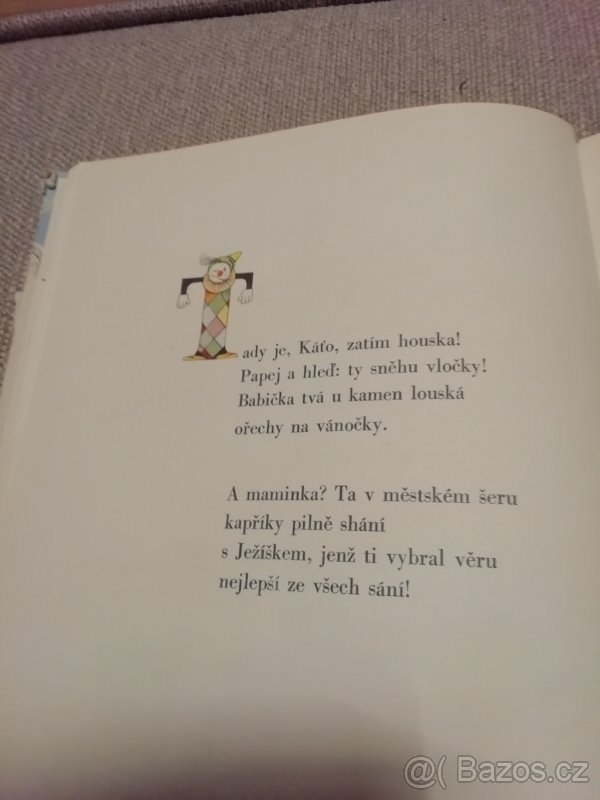 Tady je, Káťo, zatím houska!
Papej a hleď: ty sněhu vločky!
Babička tvá u kamen louská
ořechy na vánočky.
A maminka? Ta v městském šeru
kapříky pilně shání
s Ježíškem, jenž ti vybral věru
nejlepší ze všech sání!
@( Bazos.cz